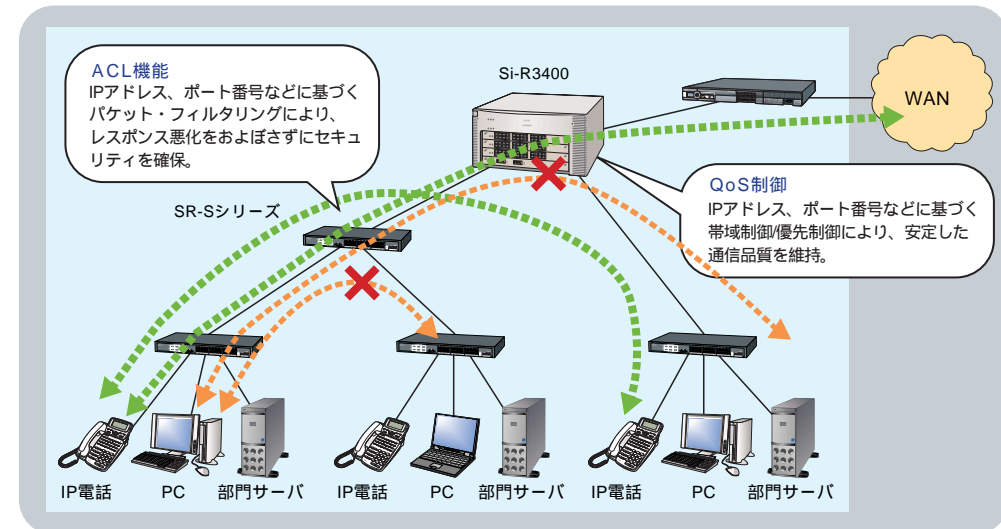 ACL機能
IPアドレス、ポート番号などに基づく
パケット・フィルタリングにより、
レスポンス悪化をおよぼさずにセキュ
リティを確保。
Si-R3400
WAN
QoS制御
IPアドレス、ポート番号などに基づく
帯域制御/優先制御により、安定した
通信品質を維持。
SR-Sシリーズ
IP電話 PC 部門サーバ IP電話 PC 部門サーバ IP電話 PC 部門サーバ